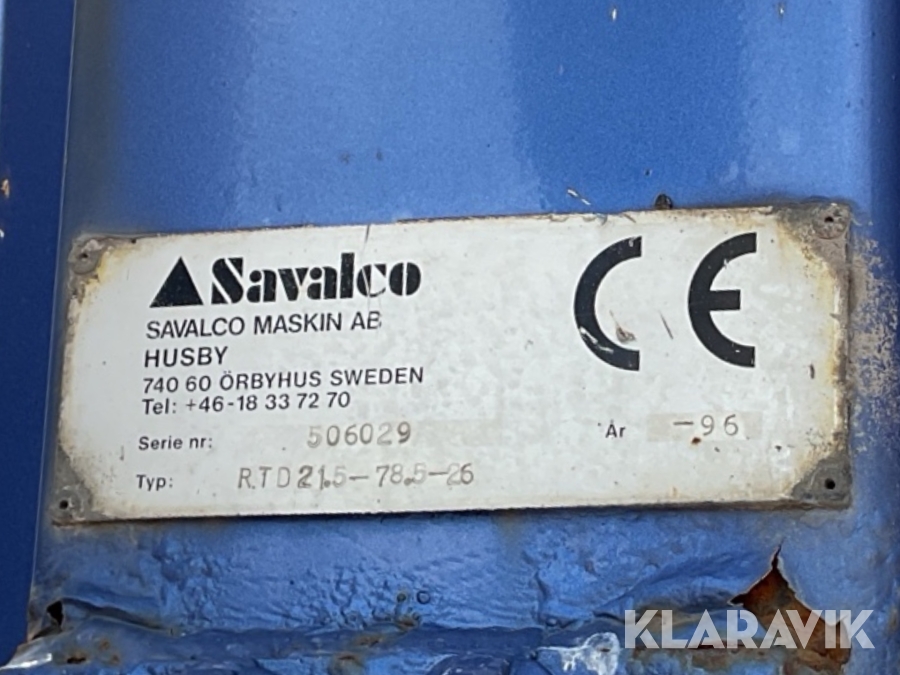 Savalco
SAVALCO MASKIN AB
HUSBY
740 60 ÖRBYHUS SWEDEN
Tel: +46-18 33 72 70
Serie nr: 506029
År -96
Typ: RTD21.5-78.5-26
CE
KLARAVIK